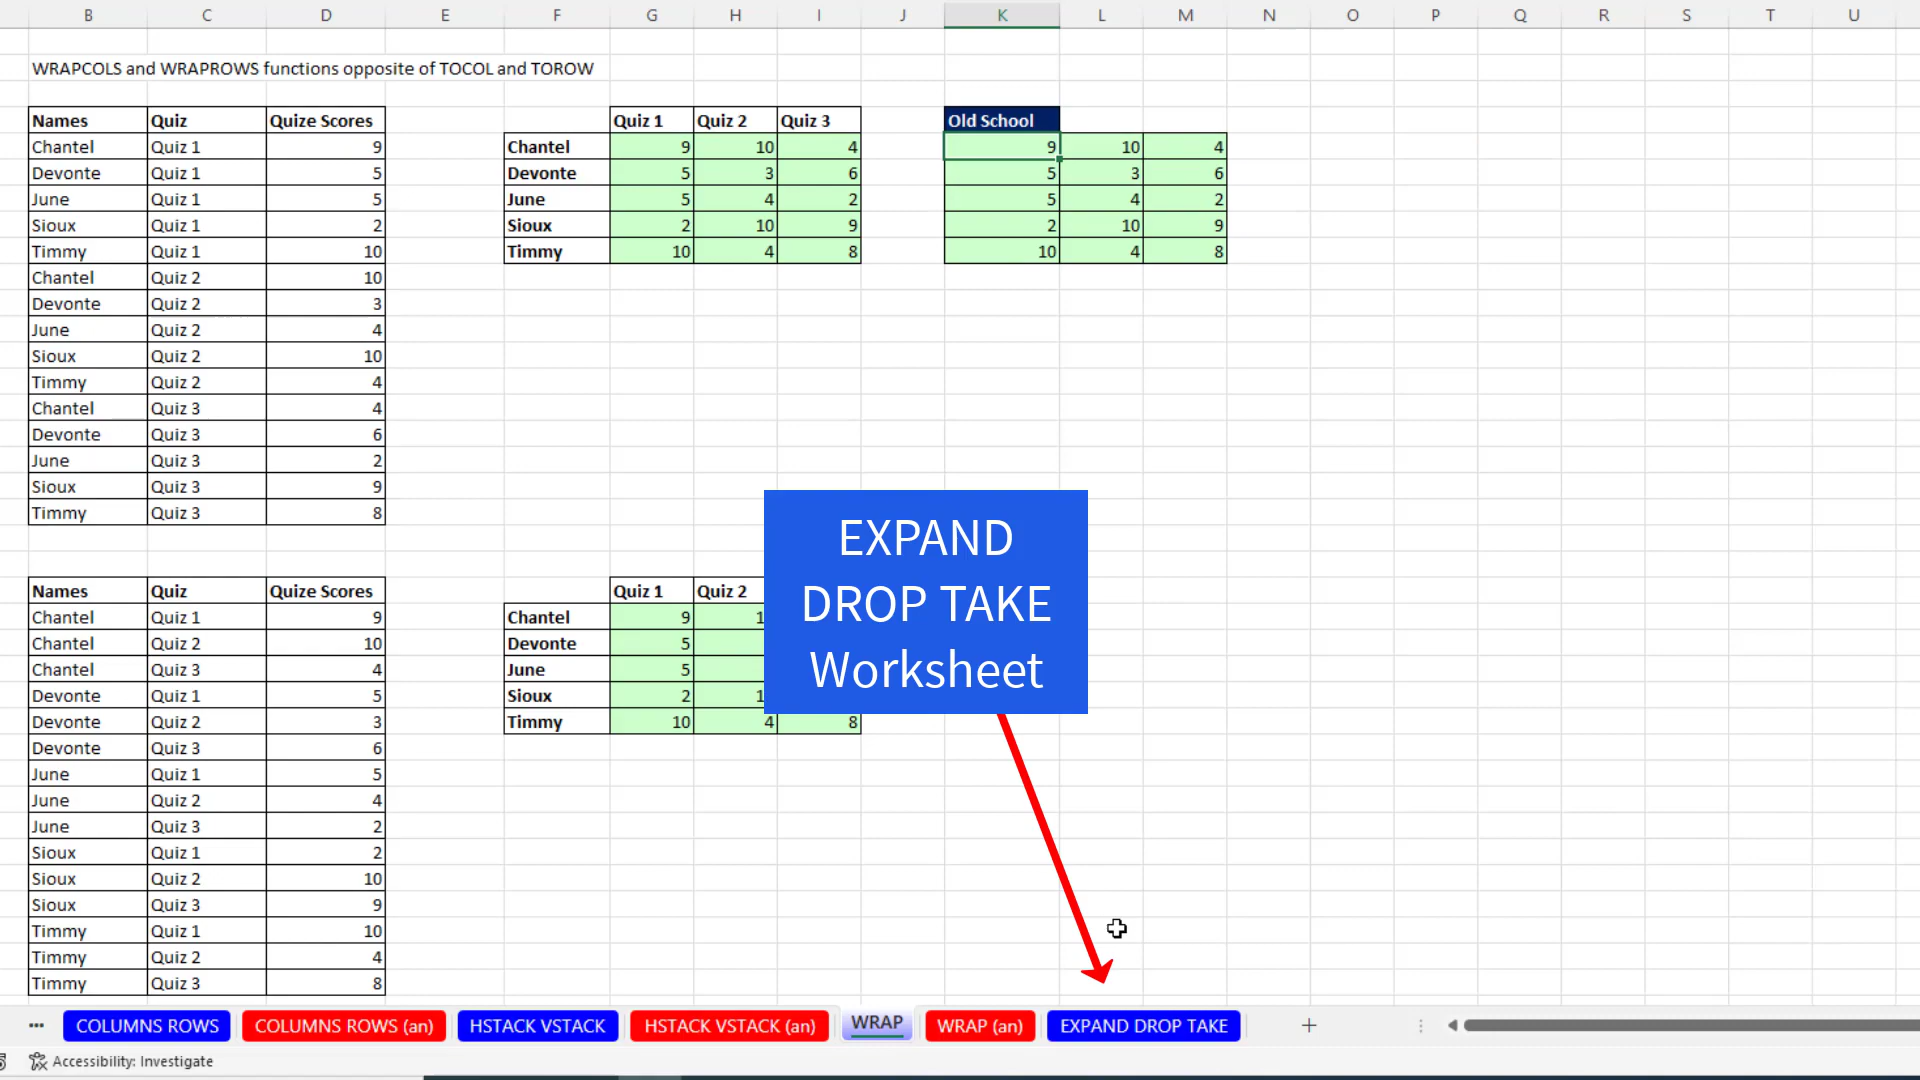 B C D E F G H I J K L M N O P Q R S T U
WRAPCOLS and WRAPROWS functions opposite of TOCOL and TOROW
Names Quiz Quize Scores Quiz 1 Quiz 2 Quiz 3 Old School
Chantel Quiz 1 9 Chantel 9 10 4 9 10 4
Devonte Quiz 1 5 Devonte 5 3 6 5 3 6
June Quiz 1 5 June 5 4 2 5 4 2
Sioux Quiz 1 2 Sioux 2 10 9 2 10 9
Timmy Quiz 1 10 Timmy 10 4 8 10 4 8
Chantel Quiz 2 10
Devonte Quiz 2 3
June Quiz 2 4
Sioux Quiz 2 10
Timmy Quiz 2 4
Chantel Quiz 3 4
Devonte Quiz 3 6
June Quiz 3 2
Sioux Quiz 3 9
Timmy Quiz 3 8
EXPAND
DROP TAKE
Worksheet
Names Quiz Quize Scores Quiz 1 Quiz 2
Chantel Quiz 1 9 Chantel 9 1
Chantel Quiz 2 10 Devonte 5
Chantel Quiz 3 4 June 5
Devonte Quiz 1 5 Sioux 2 1
Devonte Quiz 2 3 Timmy 10 4 8
Devonte Quiz 3 6
June Quiz 1 5
June Quiz 2 4
June Quiz 3 2
Sioux Quiz 1 2
Sioux Quiz 2 10
Sioux Quiz 3 9
Timmy Quiz 1 10
Timmy Quiz 2 4
Timmy Quiz 3 8
... COLUMNS ROWS COLUMNS ROWS (an) HSTACK VSTACK HSTACK VSTACK (an) WRAP WRAP (an) EXPAND DROP TAKE +
Accessibility: Investigate